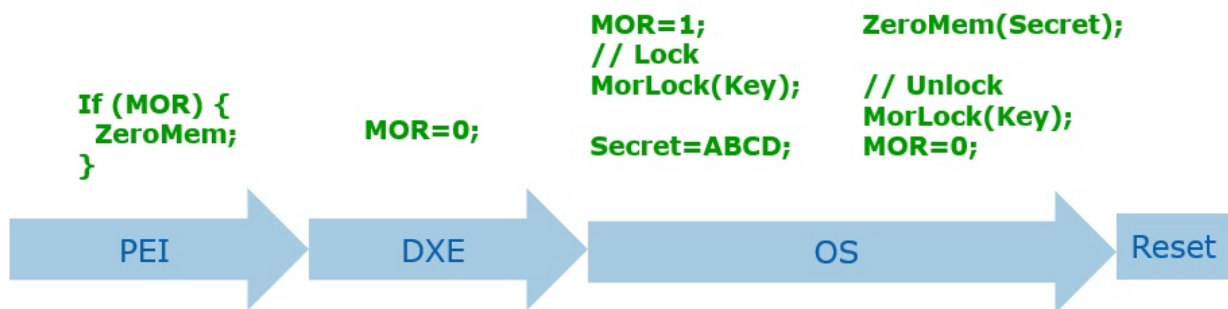 If (MOR) {
ZeroMem;
}
MOR=0;
MOR=1;
// Lock
MorLock(Key);
Secret=ABCD;
ZeroMem(Secret);
// Unlock
MorLock(Key);
MOR=0;
PEI
DXE
OS
Reset